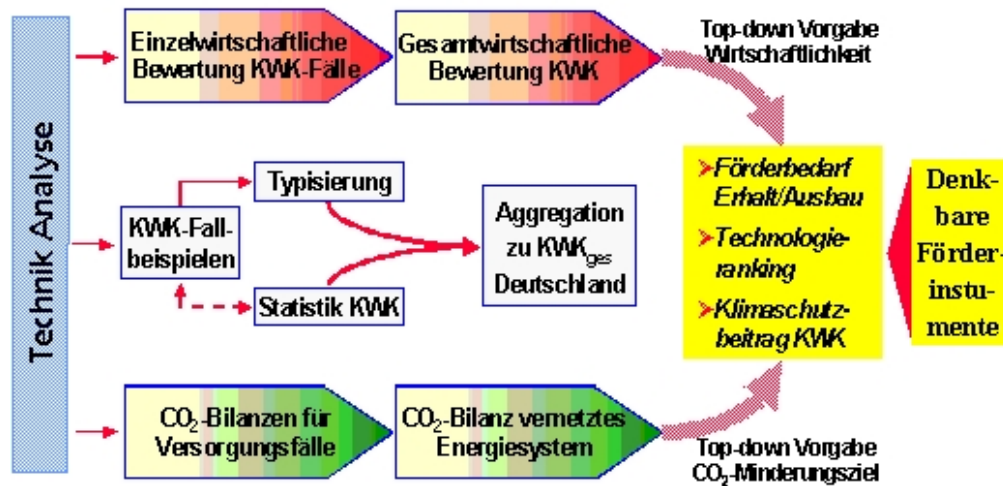 Technik Analyse
Einzelwirtschaftliche
Bewertung KWK-Fälle
Gesamtwirtschaftliche
Bewertung KWK
Top-down Vorgabe
Wirtschaftlichkeit
KWK-Fall-
beispielen
Typisierung
Statistik KWK
Aggregation
zu KWKges
Deutschland
➢Förderbedarf
Erhalt/Ausbau
➢Technologie-
ranking
➢Klimaschutz-
beitrag KWK
Denk-
bare
Förder-
instu-
mente
CO₂-Bilanzen für
Versorgungsfälle
CO₂-Bilanz vernetztes
Energiesystem
Top-down Vorgabe
CO₂-Minderungsziel